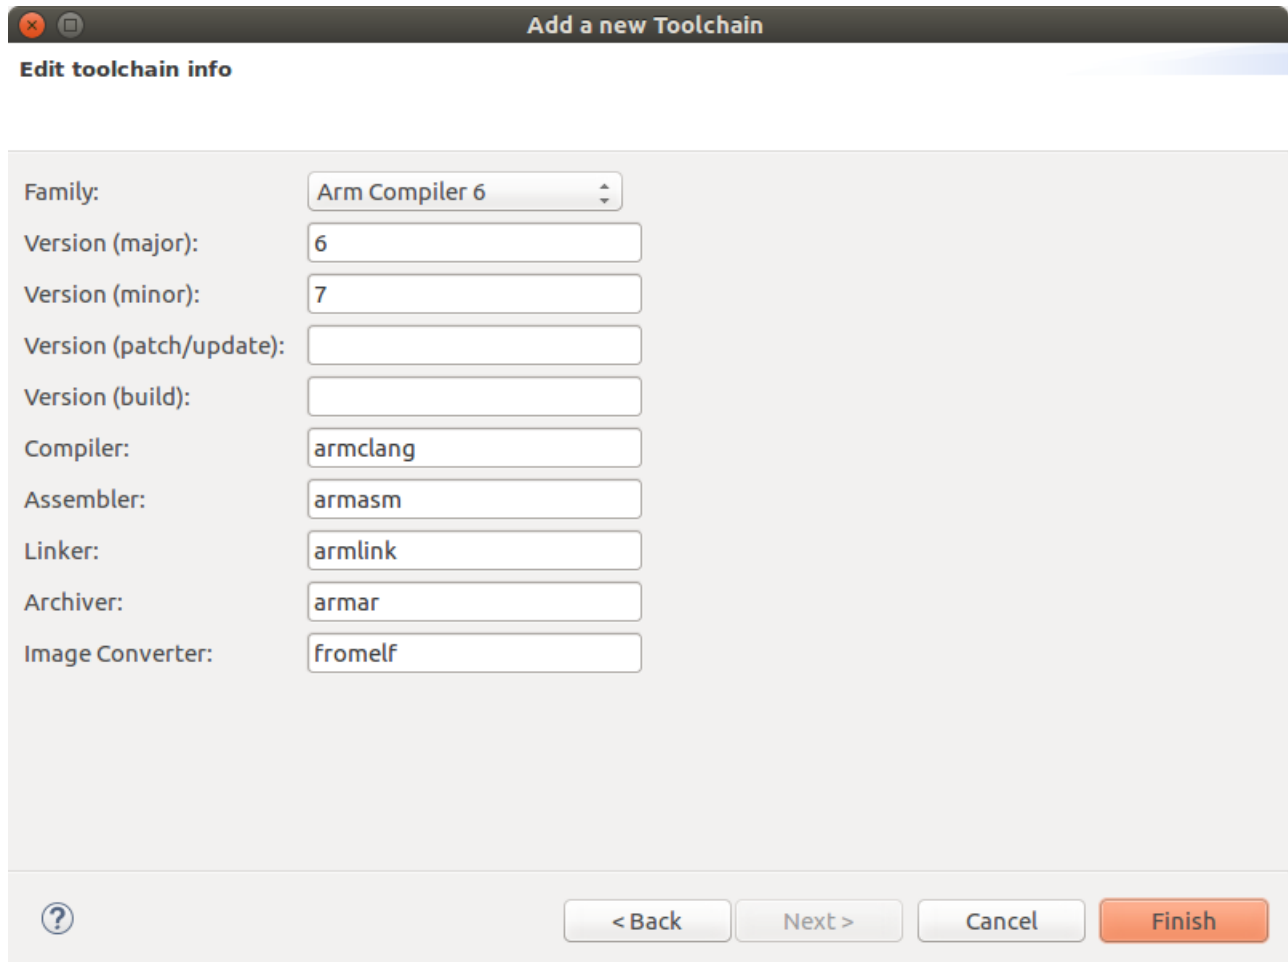 Add a new Toolchain
Edit toolchain info
Family: Arm Compiler 6
Version (major): 6
Version (minor): 7
Version (patch/update):
Version (build):
Compiler: armclang
Assembler: armasm
Linker: armlink
Archiver: armar
Image Converter: fromelf
? < Back Next > Cancel Finish